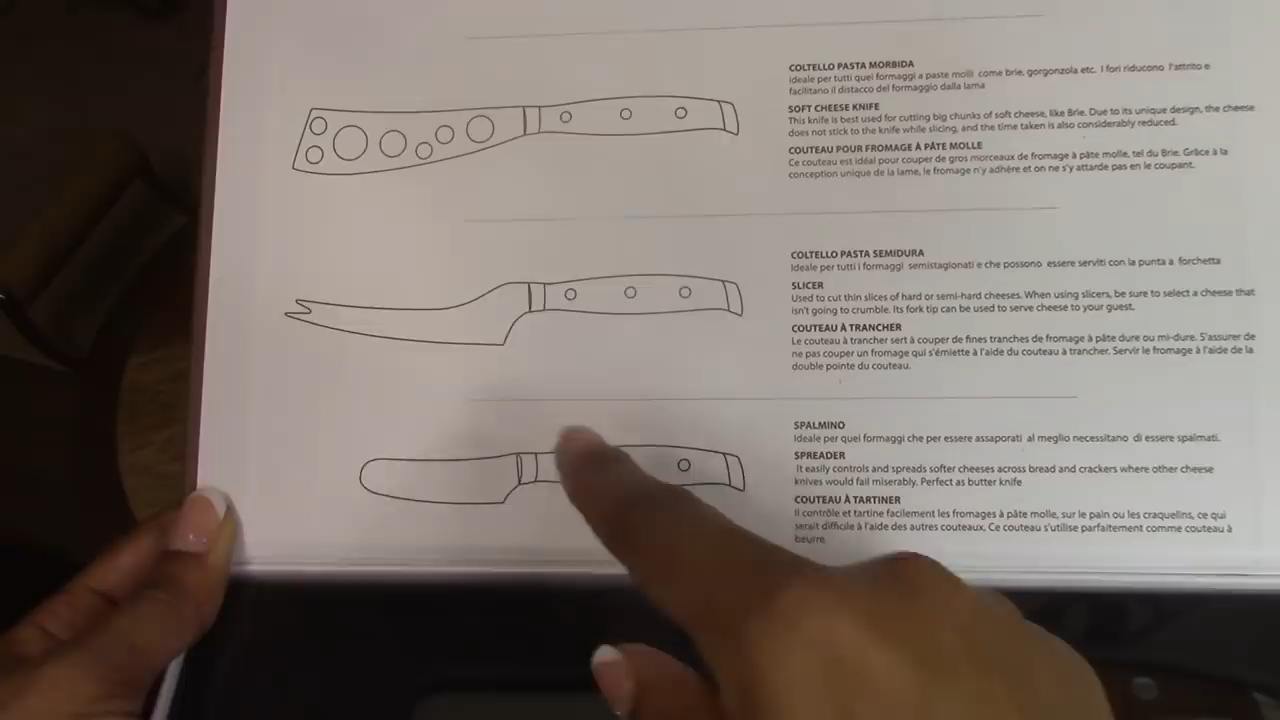 COLTELLO PASTA MORBIDA
Ideale per tutti quei formaggi a paste molli come brie, gorgonzola etc. I fori riducono l'attrito e
facilitano il distacco del formaggio dalla lama
SOFT CHEESE KNIFE
This knife is best used for cutting big chunks of soft cheese, like Brie. Due to its unique design, the cheese
does not stick to the knife while slicing, and the time taken is also considerably reduced.
COUTEAU POUR FROMAGE À PÂTE MOLLE
Ce couteau est idéal pour couper de gros morceaux de fromage à pâte molle, tel du Brie. Grâce à la
conception unique de la lame, le fromage n'y adhère et on ne s'y attarde pas en le coupant.
COLTELLO PASTA SEMIDURA
Ideale per tutti i formaggi semistagionati e che possono essere serviti con la punta a forchetta
SLICER
Used to cut thin slices of hard or semi-hard cheeses. When using slicers, be sure to select a cheese that
isn't going to crumble. Its fork tip can be used to serve cheese to your guest.
COUTEAU À TRANCHER
Le couteau à trancher sert à couper de fines tranches de fromage à pâte dure ou mi-dure. S'assurer de
ne pas couper un fromage qui s'émiette à l'aide du couteau à trancher. Servir le fromage à l'aide de la
double pointe du couteau.
SPALMINO
Ideale per quei formaggi che per essere assaporati al meglio necessitano di essere spalmati.
SPREADER
It easily controls and spreads softer cheeses across bread and crackers where other cheese
knives would fail miserably. Perfect as butter knife
COUTEAU À TARTINER
Il contrôle et tartine facilement les fromages à pâte molle, sur le pain ou les craquelins, ce qui
serait difficile à l'aide des autres couteaux. Ce couteau s'utilise parfaitement comme couteau à
beurre.